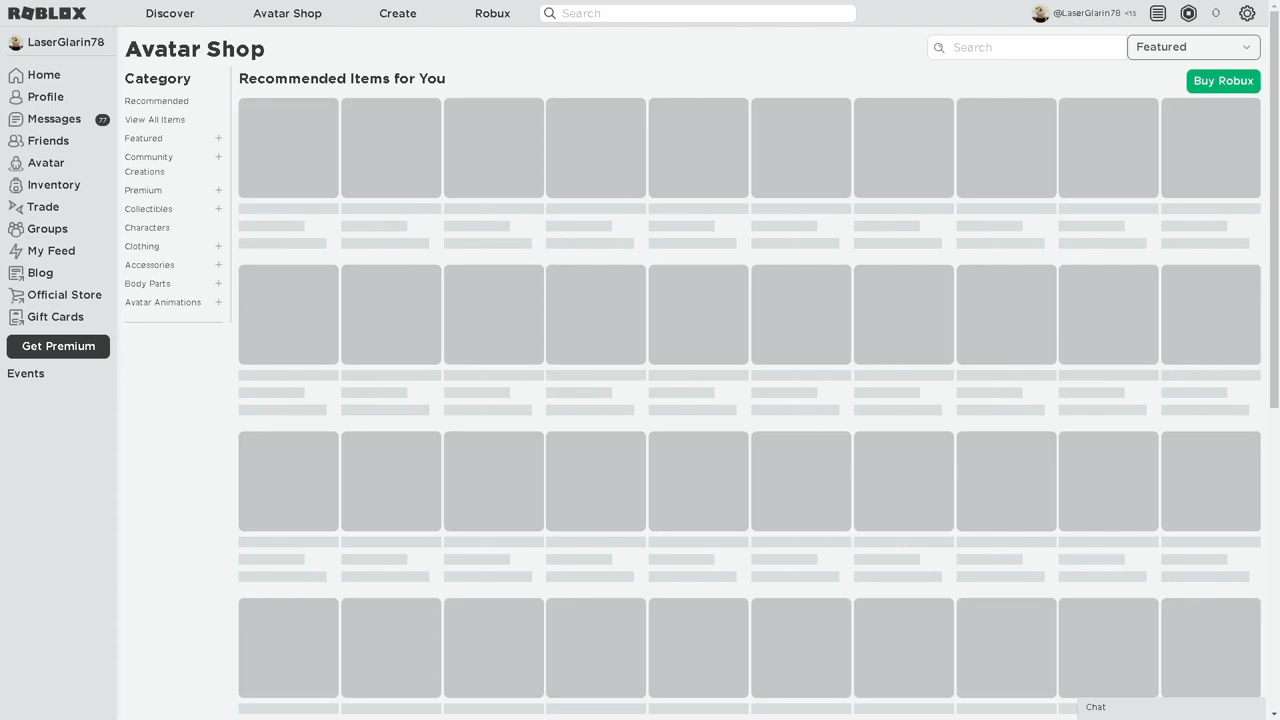 ROBLOX
Discover
Avatar Shop
Create
Robux
Search
@LaserGlarin78 <13
0
LaserGlarin78
Home
Profile
Messages
77
Friends
Avatar
Inventory
Trade
Groups
My Feed
Blog
Official Store
Gift Cards
Get Premium
Events
Avatar Shop
Search
Featured
Category
Recommended
View All Items
Featured +
Community +
Creations
Premium +
Collectibles +
Characters
Clothing +
Accessories +
Body Parts +
Avatar Animations +
Recommended Items for You
Buy Robux
Chat